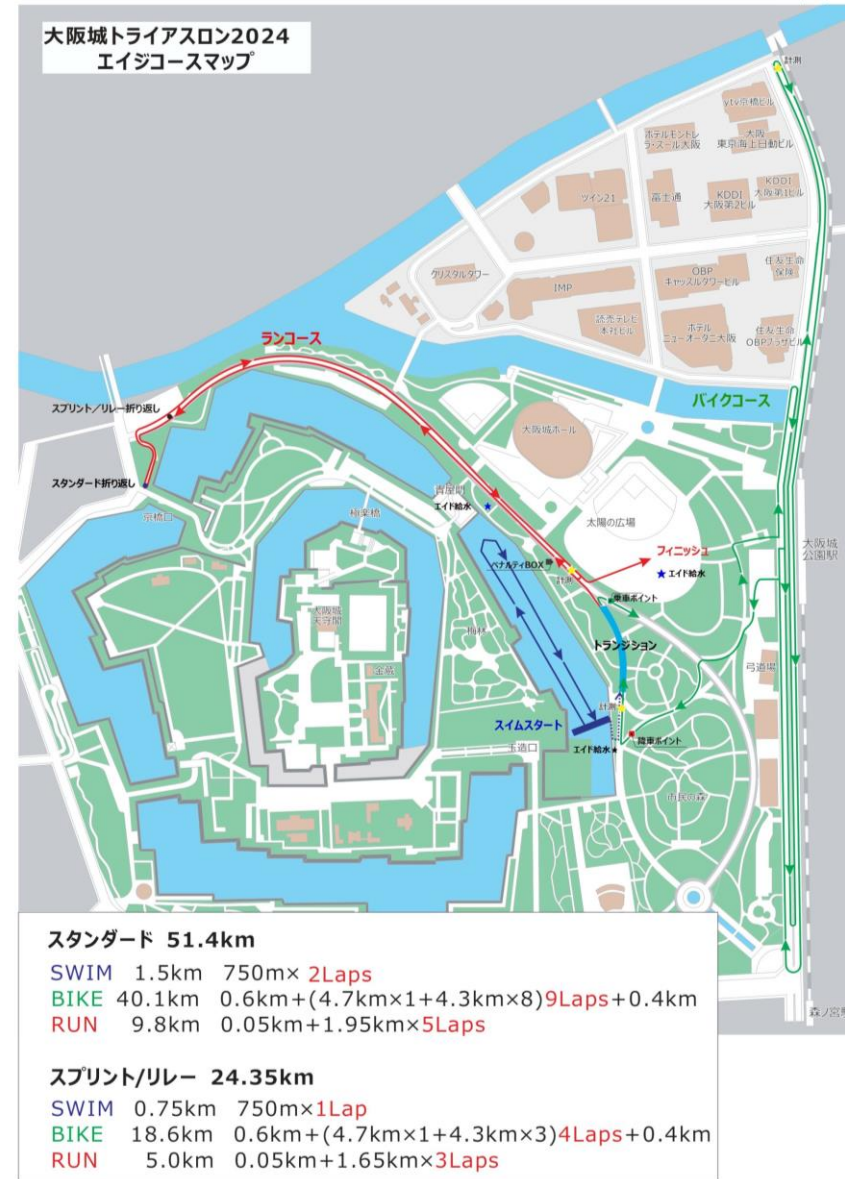 大阪城トライアスロン2024
エイジコースマップ
計測
ytv京橋ビル
ホテルモントレ
ラ・スール大阪
大阪
東京海上日動ビル
ツイン21
富士通
KDDI
大阪第2ビル
KDDI
大阪第1ビル
クリスタルタワー
IMP
OBP
キャッスルタワービル
住友生命
保険
読売テレビ
本社ビル
ホテル
ニューオータニ大阪
住友生命
OBPプラザビル
ランコース
バイクコース
スプリント/リレー折り返し
大阪城ホール
スタンダード折り返し
京橋口
極楽橋
青屋門
エイド給水
太陽の広場
大阪城
公園駅
フィニッシュ
ペナルティBOX
計測
エイド給水
乗車ポイント
大阪城
天守閣
梅林
トランジション
金蔵
弓道場
計測
スイムスタート
玉造口
エイド給水
降車ポイント
市民の森
森ノ宮駅
スタンダード 51.4km
SWIM 1.5km 750m× 2Laps
BIKE 40.1km 0.6km+(4.7km×1+4.3km×8)9Laps+0.4km
RUN 9.8km 0.05km+1.95km×5Laps
スプリント/リレー 24.35km
SWIM 0.75km 750m×1Lap
BIKE 18.6km 0.6km+(4.7km×1+4.3km×3)4Laps+0.4km
RUN 5.0km 0.05km+1.65km×3Laps